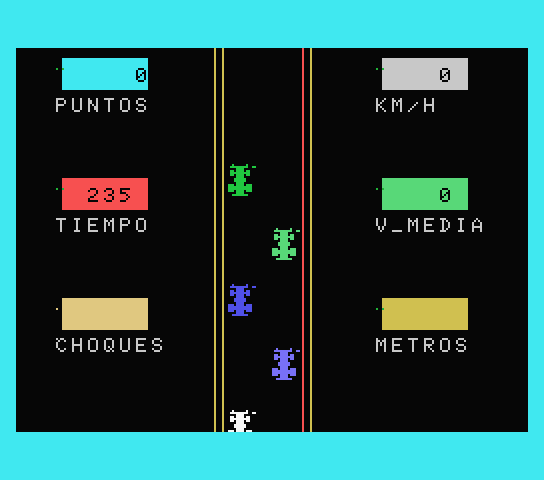 0
PUNTOS
0
KM/H
235
TIEMPO
0
V_MEDIA
CHOQUES
METROS